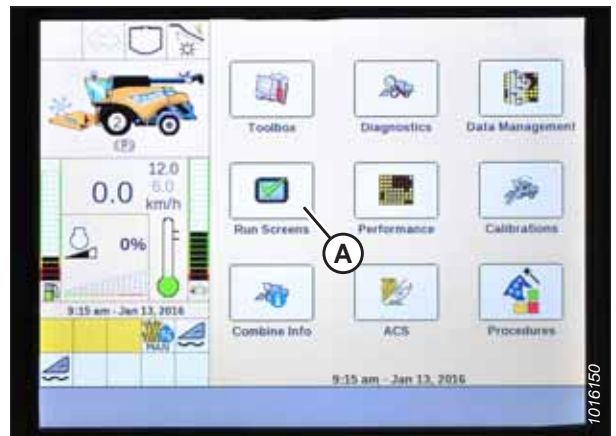 2
(P)
12.0
6.0
0.0 km/h
0%
9:15 am - Jan 13, 2016
MAN
Toolbox
Diagnostics
Data Management
Run Screens
Performance
Calibrations
A
Combine Info
ACS
Procedures
9:15 am - Jan 13, 2016
1016150